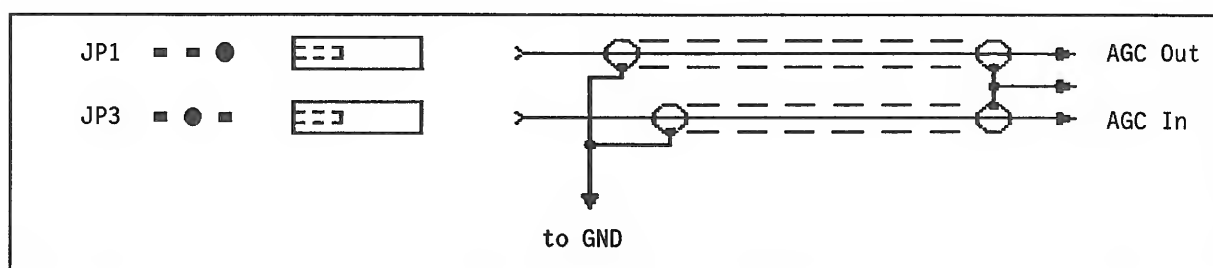 JP1
AGC Out
JP3
AGC In
to GND